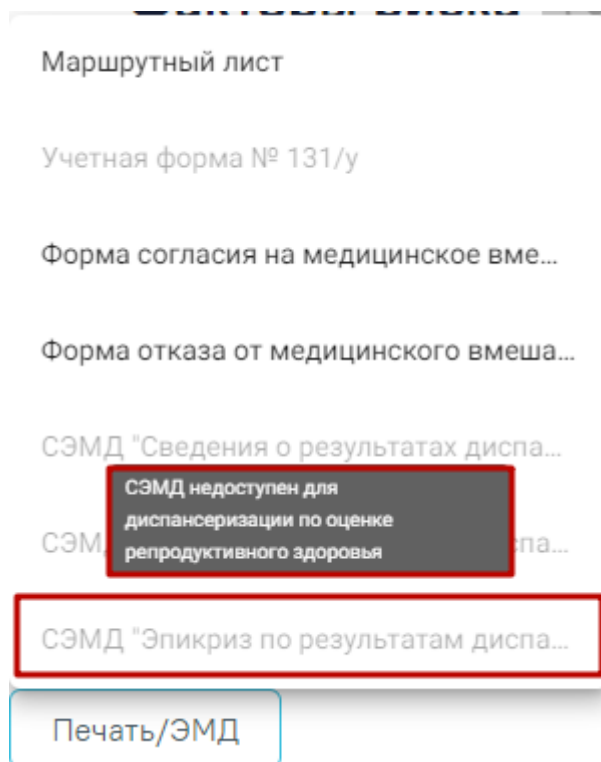 Маршрутный лист
Учетная форма № 131/у
Форма согласия на медицинское вме...
Форма отказа от медицинского вмеша...
СЭМД "Сведения о результатах диспа...
СЭМД недоступен для
диспансеризации по оценке
репродуктивного здоровья
СЭМД "Эпикриз по результатам диспа...
Печать/ЭМД